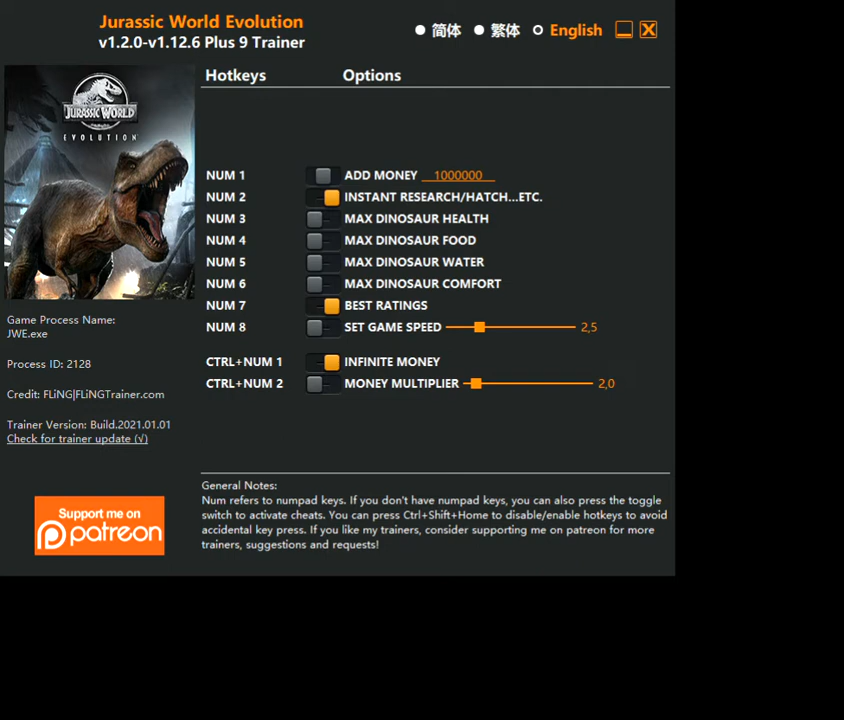 Jurassic World Evolution
v1.2.0-v1.12.6 Plus 9 Trainer
简体 繁体 English
JURASSIC WORLD
EVOLUTION
Hotkeys Options
NUM 1 ADD MONEY 1000000
NUM 2 INSTANT RESEARCH/HATCH...ETC.
NUM 3 MAX DINOSAUR HEALTH
NUM 4 MAX DINOSAUR FOOD
NUM 5 MAX DINOSAUR WATER
NUM 6 MAX DINOSAUR COMFORT
NUM 7 BEST RATINGS
NUM 8 SET GAME SPEED 2,5
CTRL+NUM 1 INFINITE MONEY
CTRL+NUM 2 MONEY MULTIPLIER 2,0
Game Process Name:
JWE.exe
Process ID: 2128
Credit: FLiNG|FLiNGTrainer.com
Trainer Version: Build.2021.01.01
Check for trainer update (√)
Support me on
patreon
General Notes:
Num refers to numpad keys. If you don't have numpad keys, you can also press the toggle
switch to activate cheats. You can press Ctrl+Shift+Home to disable/enable hotkeys to avoid
accidental key press. If you like my trainers, consider supporting me on patreon for more
trainers, suggestions and requests!